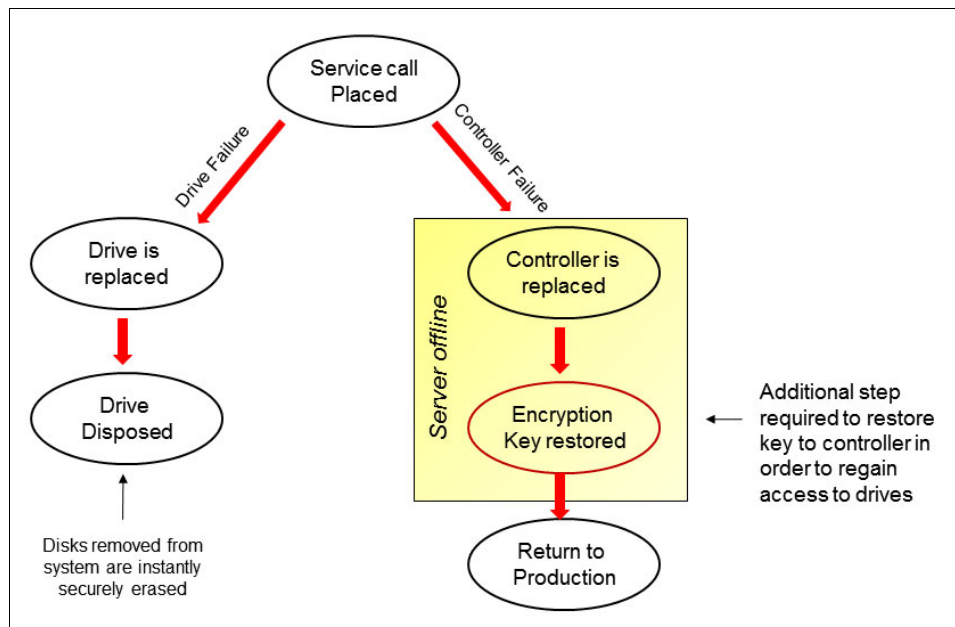 Service call
Placed
Drive Failure
Controller Failure
Drive is
replaced
Drive
Disposed
Disks removed from
system are instantly
securely erased
Server offline
Controller is
replaced
Encryption
Key restored
Return to
Production
Additional step
required to restore
key to controller in
order to regain
access to drives